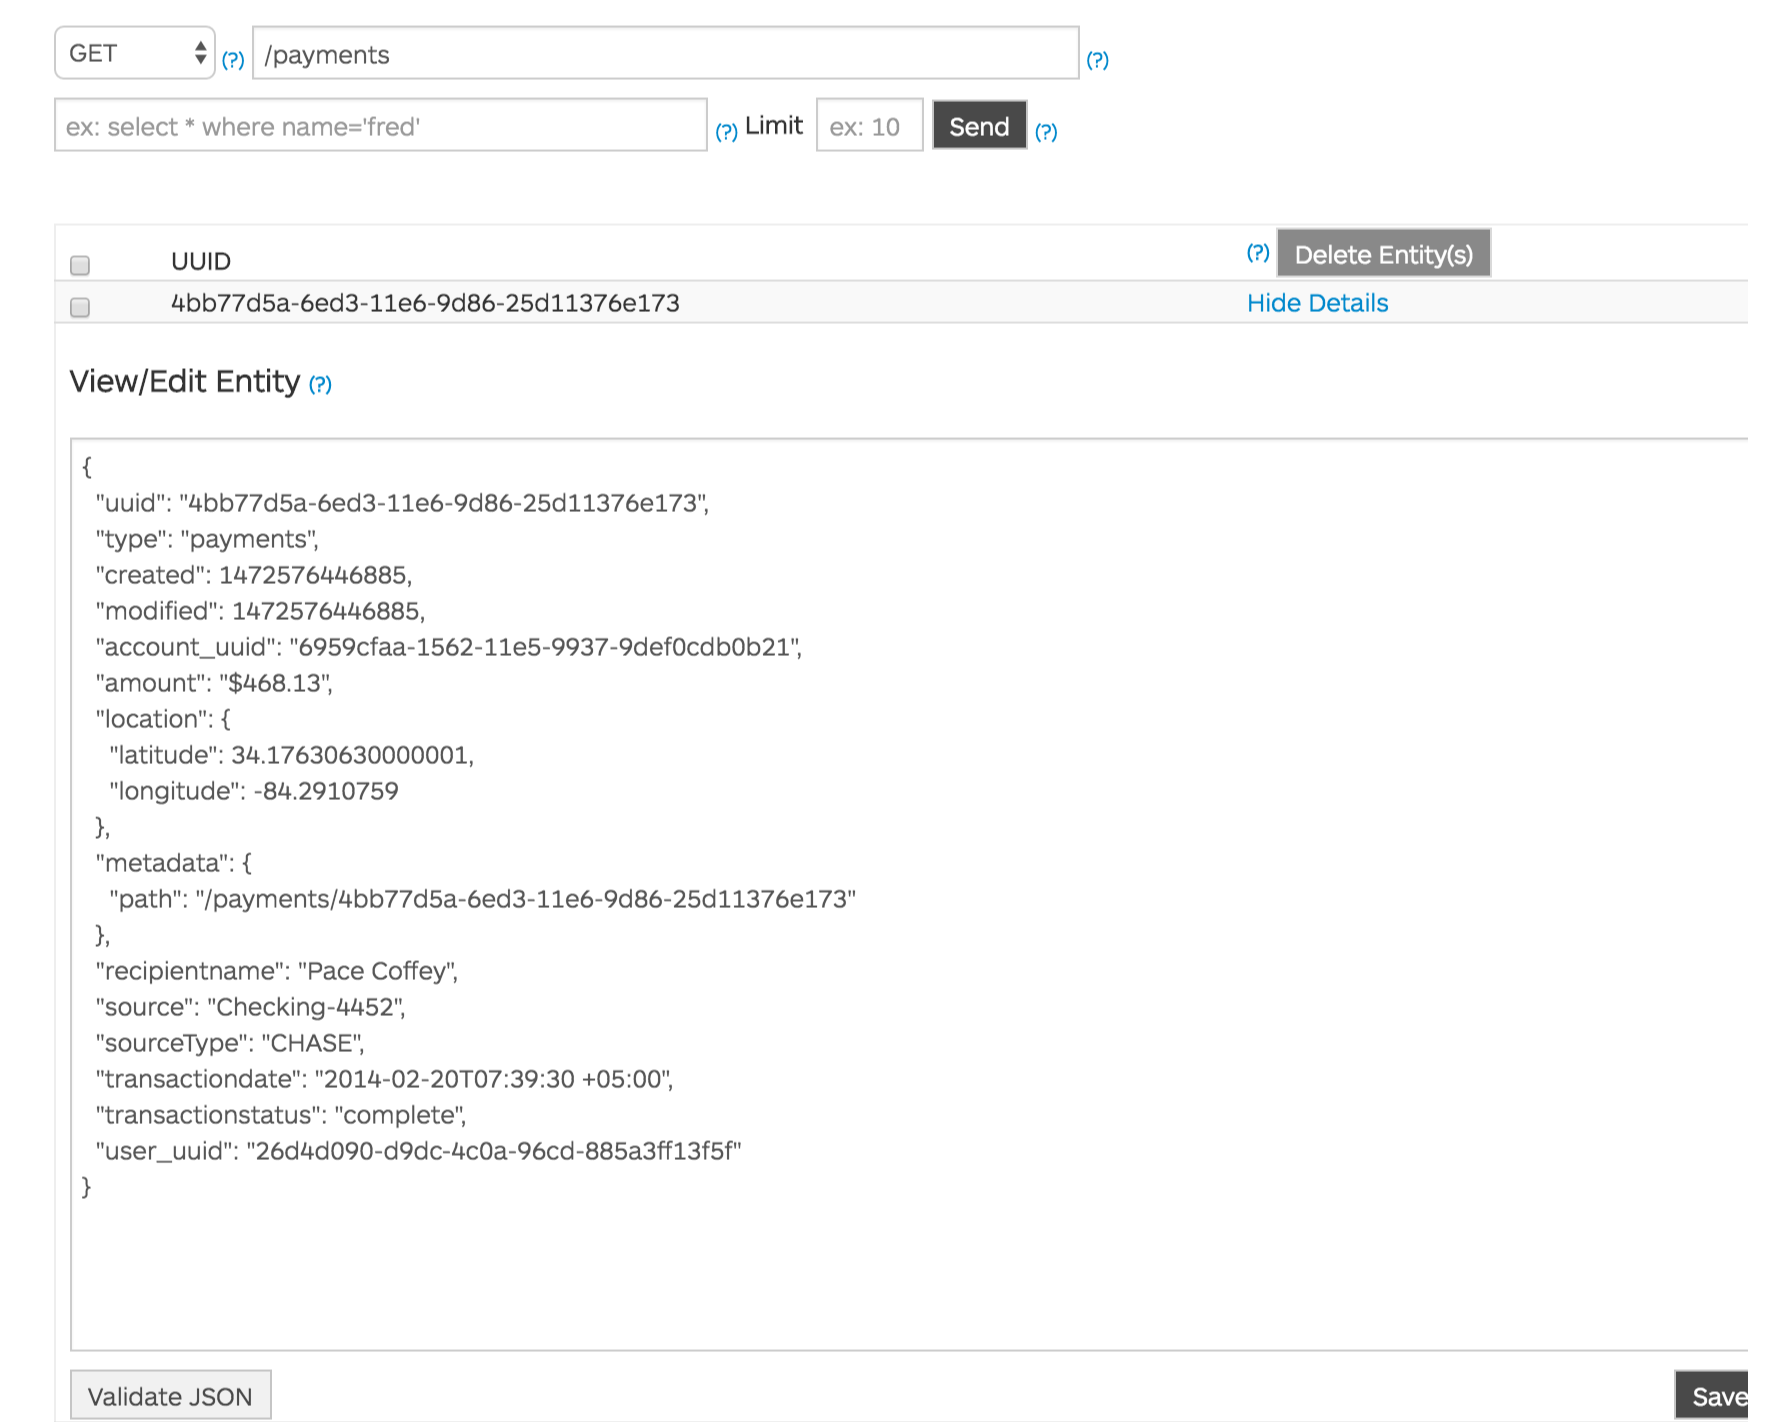 GET (?) /payments (?)
ex: select * where name='fred' (?) Limit ex: 10 Send (?)
UUID (?) Delete Entity(s)
4bb77d5a-6ed3-11e6-9d86-25d11376e173 Hide Details
View/Edit Entity (?)
{
"uuid": "4bb77d5a-6ed3-11e6-9d86-25d11376e173",
"type": "payments",
"created": 1472576446885,
"modified": 1472576446885,
"account_uuid": "6959cfaa-1562-11e5-9937-9def0cdb0b21",
"amount": "$468.13",
"location": {
"latitude": 34.17630630000001,
"longitude": -84.2910759
},
"metadata": {
"path": "/payments/4bb77d5a-6ed3-11e6-9d86-25d11376e173"
},
"recipientname": "Pace Coffey",
"source": "Checking-4452",
"sourceType": "CHASE",
"transactiondate": "2014-02-20T07:39:30 +05:00",
"transactionstatus": "complete",
"user_uuid": "26d4d090-d9dc-4c0a-96cd-885a3ff13f5f"
}
Validate JSON Save